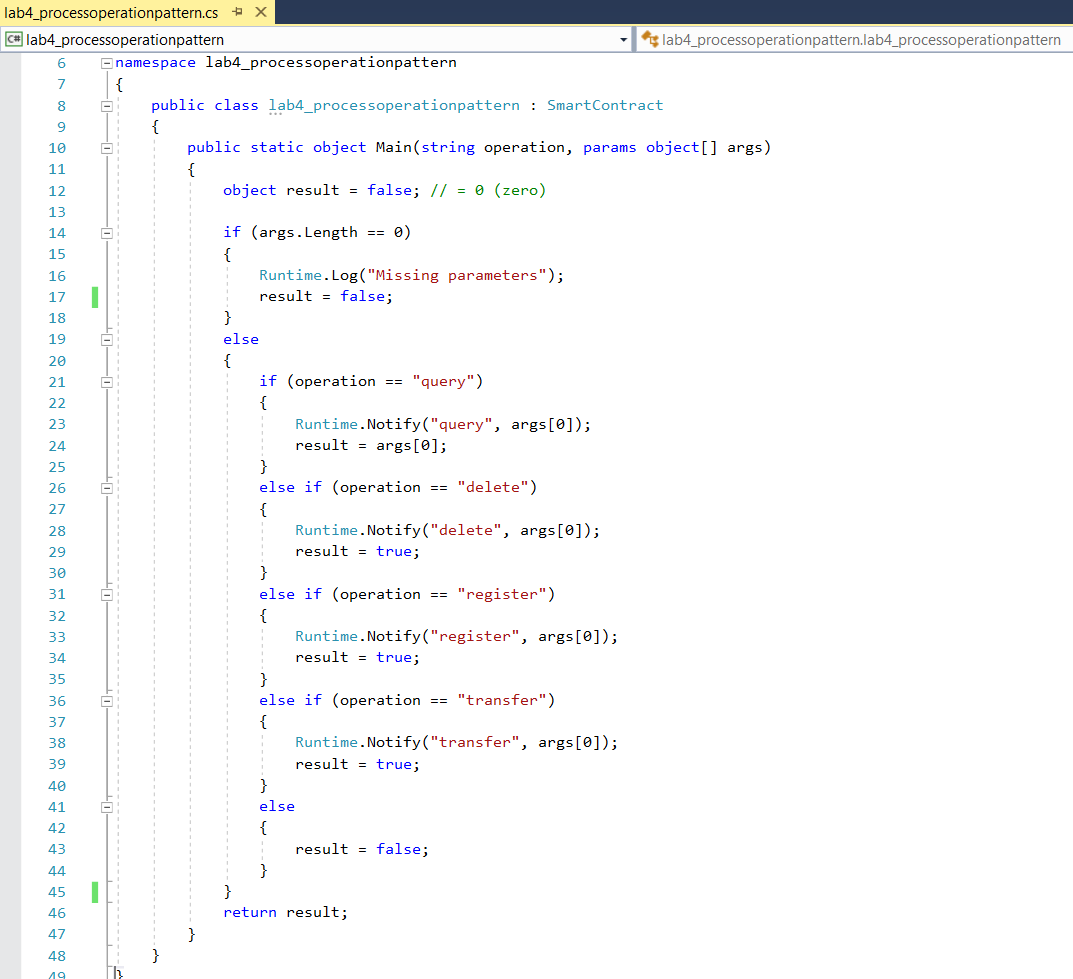 lab4_processoperationpattern.cs
C# lab4_processoperationpattern
lab4_processoperationpattern.lab4_processoperationpattern
6 namespace lab4_processoperationpattern
7 {
8 public class lab4_processoperationpattern : SmartContract
9 {
10 public static object Main(string operation, params object[] args)
11 {
12 object result = false; // = 0 (zero)
13
14 if (args.Length == 0)
15 {
16 Runtime.Log("Missing parameters");
17 result = false;
18 }
19 else
20 {
21 if (operation == "query")
22 {
23 Runtime.Notify("query", args[0]);
24 result = args[0];
25 }
26 else if (operation == "delete")
27 {
28 Runtime.Notify("delete", args[0]);
29 result = true;
30 }
31 else if (operation == "register")
32 {
33 Runtime.Notify("register", args[0]);
34 result = true;
35 }
36 else if (operation == "transfer")
37 {
38 Runtime.Notify("transfer", args[0]);
39 result = true;
40 }
41 else
42 {
43 result = false;
44 }
45 }
46 return result;
47 }
48 }
49 }